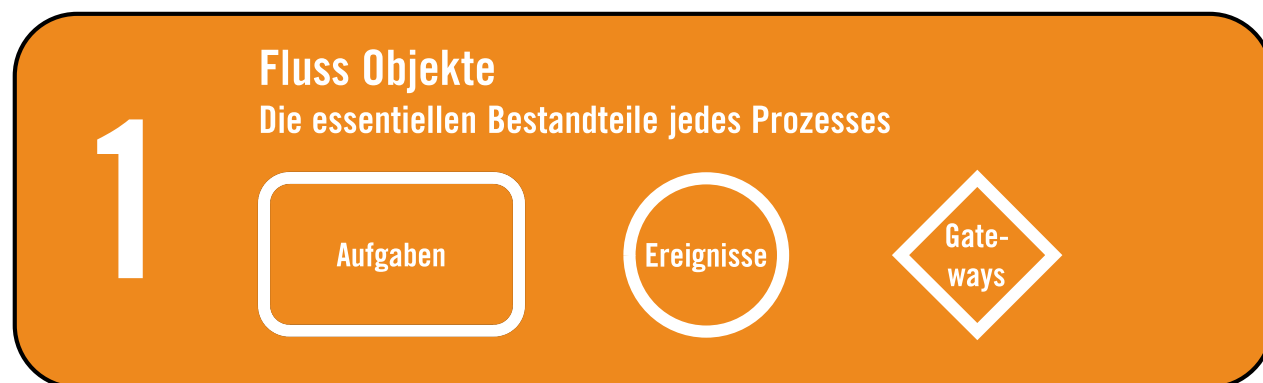 1
Fluss Objekte
Die essentiellen Bestandteile jedes Prozesses
Aufgaben
Ereignisse
Gate-
ways